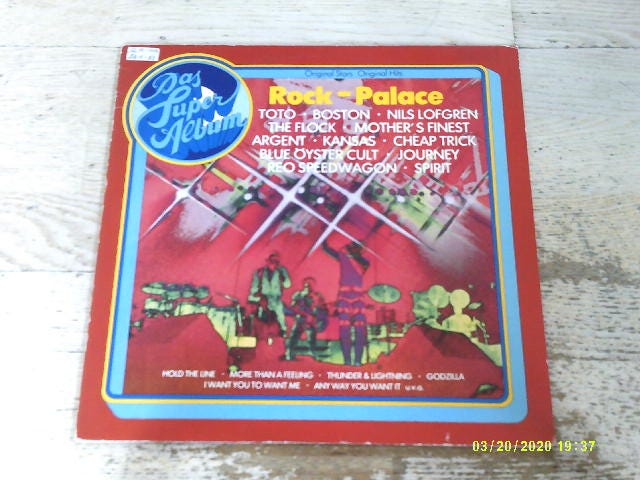 Das
Super
Album
Original Stars · Original Hits
Rock-Palace
TOTO · BOSTON · NILS LOFGREN
THE FLOCK · MOTHER'S FINEST
ARGENT · KANSAS · CHEAP TRICK
BLUE ÖYSTER CULT · JOURNEY
REO SPEEDWAGON · SPIRIT
HOLD THE LINE · MORE THAN A FEELING · THUNDER & LIGHTNING · GODZILLA
I WANT YOU TO WANT ME · ANY WAY YOU WANT IT u.v.a.
03/20/2020 19:37